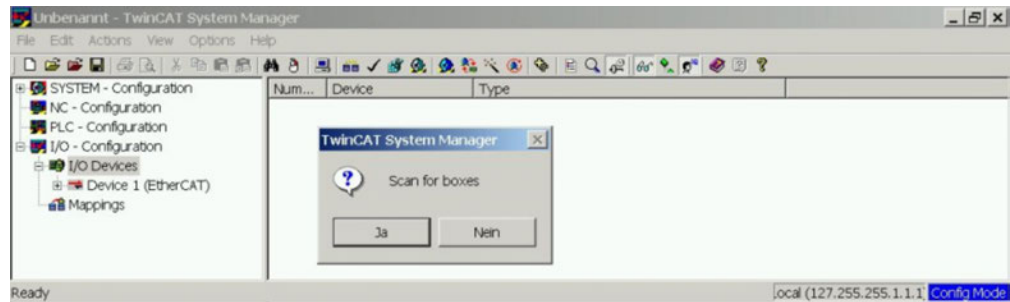 Unbenannt - TwinCAT System Manager
File Edit Actions View Options Help
SYSTEM - Configuration
NC - Configuration
PLC - Configuration
I/O - Configuration
I/O Devices
Device 1 (EtherCAT)
Mappings
Num... Device Type
TwinCAT System Manager
Scan for boxes
Ja Nein
Ready
ocal (127.255.255.1.1.1) Config Mode